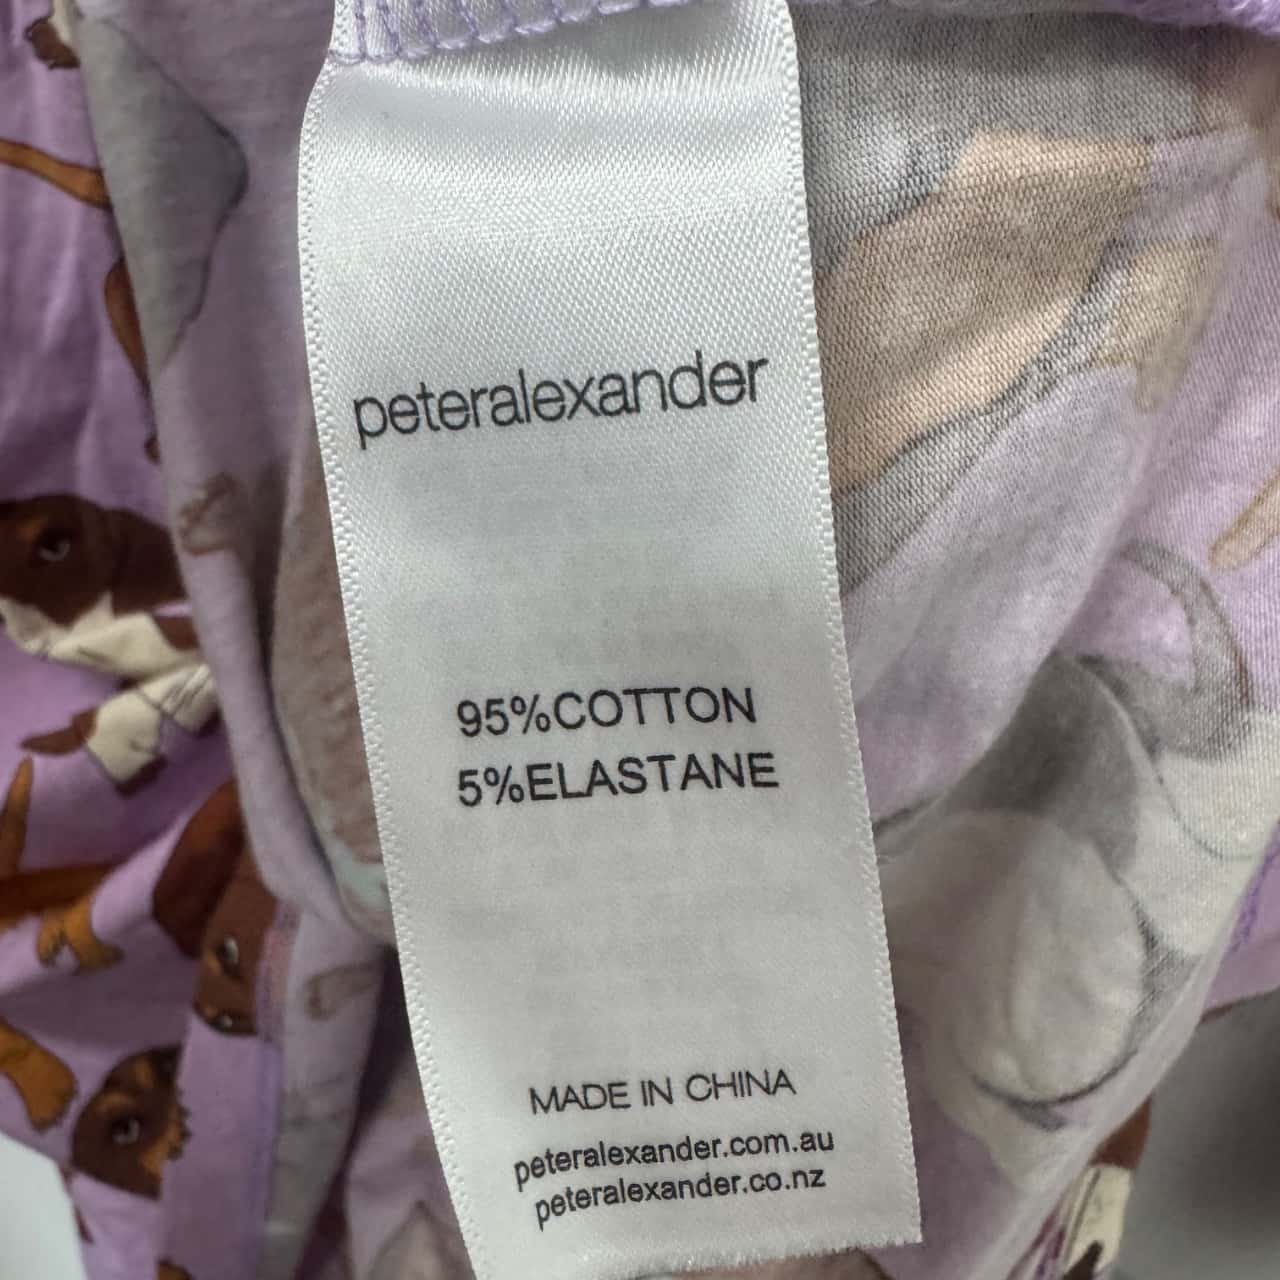 peteralexander
95%COTTON
5%ELASTANE
MADE IN CHINA
peteralexander.com.au
peteralexander.co.nz